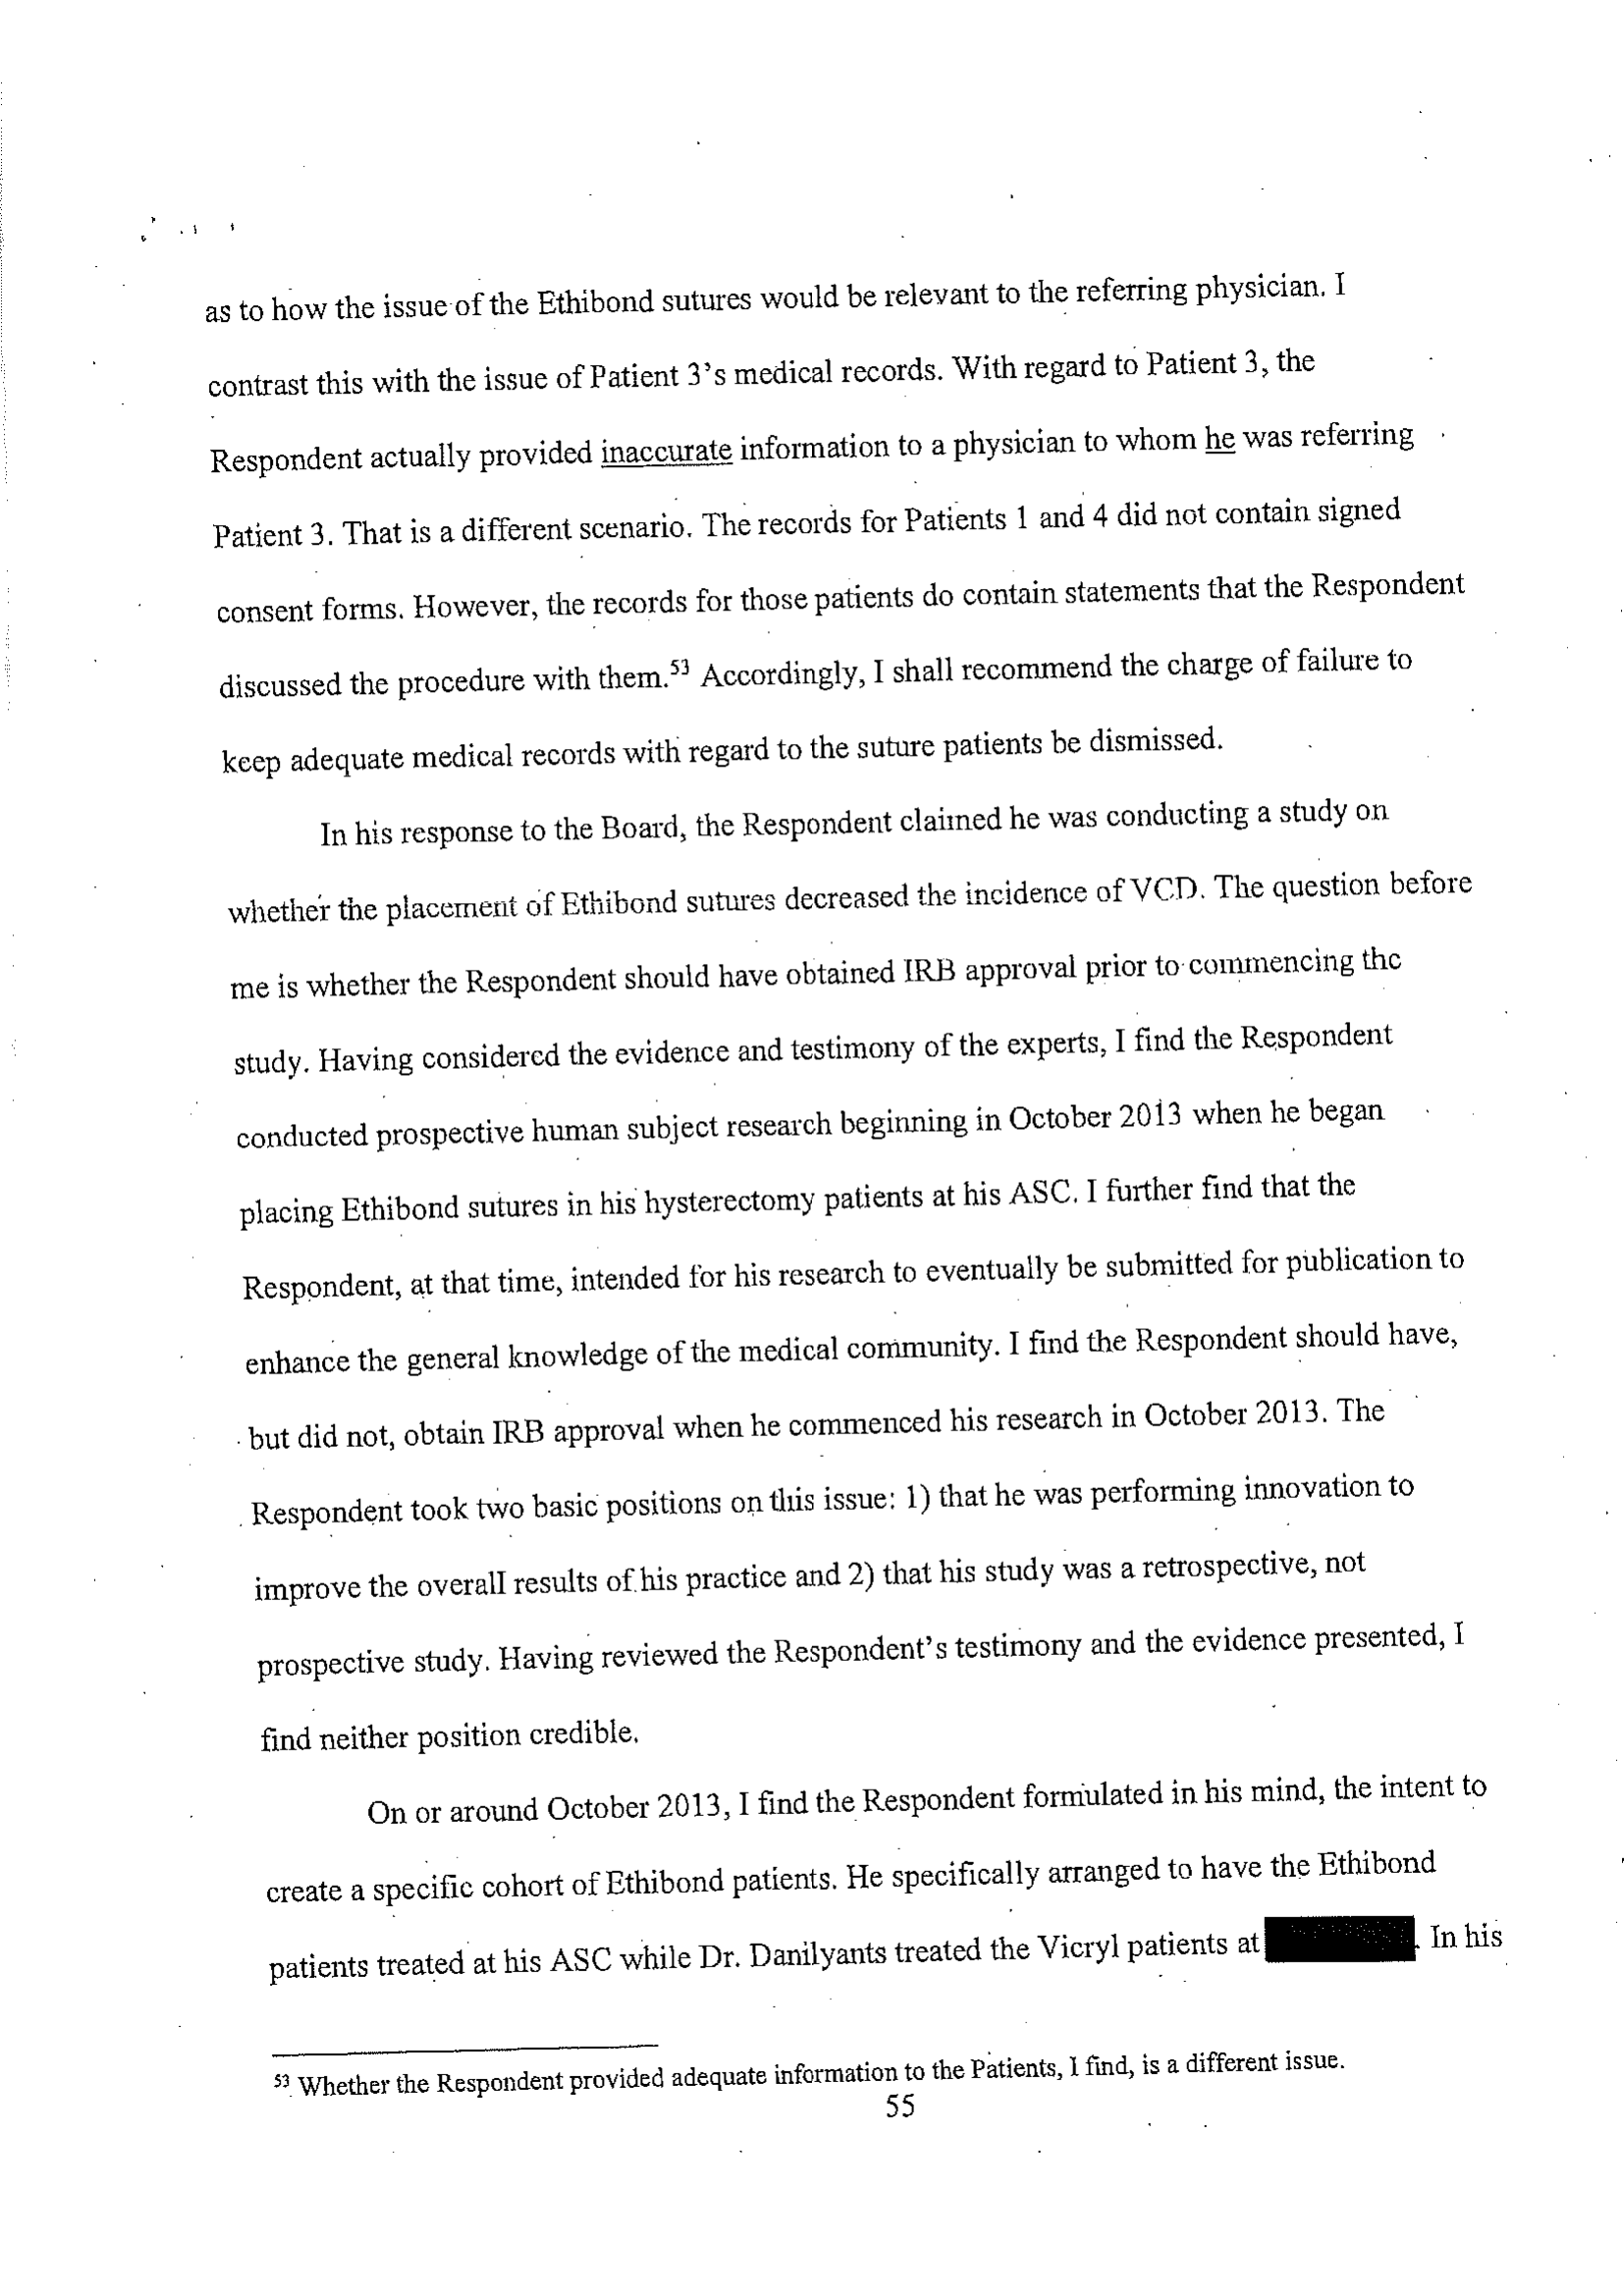 as to how the issue of the Ethibond sutures would be relevant to the referring physician. I
contrast this with the issue of Patient 3's medical records. With regard to Patient 3, the
Respondent actually provided inaccurate information to a physician to whom he was referring
Patient 3. That is a different scenario. The records for Patients 1 and 4 did not contain signed
consent forms. However, the records for those patients do contain statements that the Respondent
discussed the procedure with them.53 Accordingly, I shall recommend the charge of failure to
keep adequate medical records with regard to the suture patients be dismissed.
In his response to the Board, the Respondent claimed he was conducting a study on
whether the placement of Ethibond sutures decreased the incidence of VCD. The question before
me is whether the Respondent should have obtained IRB approval prior to commencing the
study. Having considered the evidence and testimony of the experts, I find the Respondent
conducted prospective human subject research beginning in October 2013 when he began
placing Ethibond sutures in his hysterectomy patients at his ASC. I further find that the
Respondent, at that time, intended for his research to eventually be submitted for publication to
enhance the general knowledge of the medical community. I find the Respondent should have,
but did not, obtain IRB approval when he commenced his research in October 2013. The
Respondent took two basic positions on this issue: 1) that he was performing innovation to
improve the overall results of his practice and 2) that his study was a retrospective, not
prospective study. Having reviewed the Respondent's testimony and the evidence presented, I
find neither position credible.
On or around October 2013, I find the Respondent formulated in his mind, the intent to
create a specific cohort of Ethibond patients. He specifically arranged to have the Ethibond
patients treated at his ASC while Dr. Danilyants treated the Vicryl patients at . In his
53 Whether the Respondent provided adequate information to the Patients, I find, is a different issue.
55